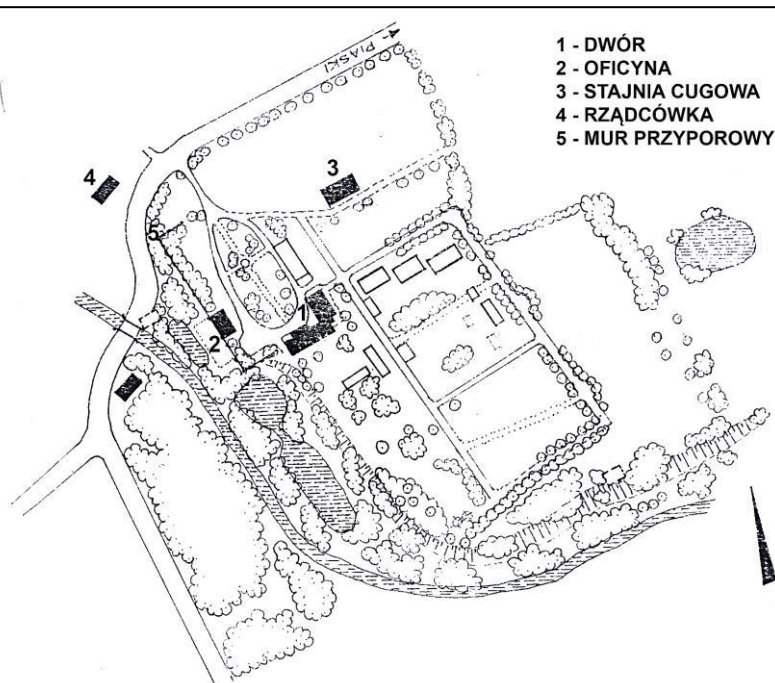 PIASKI
1 - DWÓR
2 - OFICYNA
3 - STAJNIA CUGOWA
4 - RZĄDCÓWKA
5 - MUR PRZYPOROWY
3
4
5
1
2